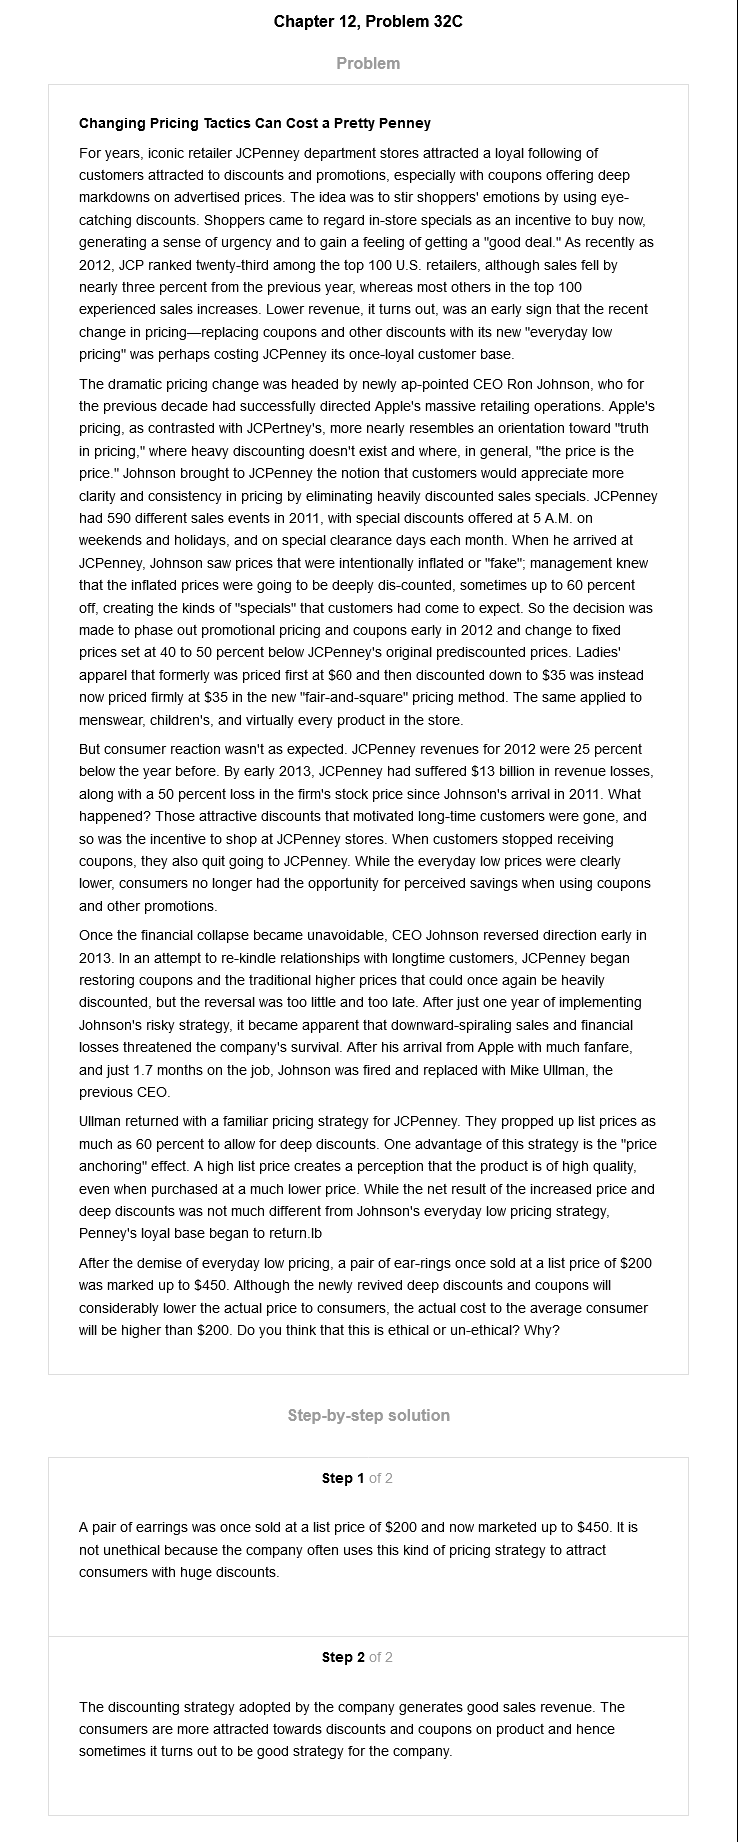 Chapter 12, Problem 32C
Problem
Changing Pricing Tactics Can Cost a Pretty Penney
For years, iconic retailer JCPenney department stores attracted a loyal following of
customers attracted to discounts and promotions, especially with coupons offering deep
markdowns on advertised prices. The idea was to stir shoppers' emotions by using eye-
catching discounts. Shoppers came to regard in-store specials as an incentive to buy now,
generating a sense of urgency and to gain a feeling of getting a "good deal." As recently as
2012, JCP ranked twenty-third among the top 100 U.S. retailers, although sales fell by
nearly three percent from the previous year, whereas most others in the top 100
experienced sales increases. Lower revenue, it turns out, was an early sign that the recent
change in pricing—replacing coupons and other discounts with its new "everyday low
pricing" was perhaps costing JCPenney its once-loyal customer base.
The dramatic pricing change was headed by newly ap-pointed CEO Ron Johnson, who for
the previous decade had successfully directed Apple's massive retailing operations. Apple's
pricing, as contrasted with JCPertney's, more nearly resembles an orientation toward "truth
in pricing," where heavy discounting doesn't exist and where, in general, "the price is the
price." Johnson brought to JCPenney the notion that customers would appreciate more
clarity and consistency in pricing by eliminating heavily discounted sales specials. JCPenney
had 590 different sales events in 2011, with special discounts offered at 5 A.M. on
weekends and holidays, and on special clearance days each month. When he arrived at
JCPenney, Johnson saw prices that were intentionally inflated or "fake"; management knew
that the inflated prices were going to be deeply dis-counted, sometimes up to 60 percent
off, creating the kinds of "specials" that customers had come to expect. So the decision was
made to phase out promotional pricing and coupons early in 2012 and change to fixed
prices set at 40 to 50 percent below JCPenney's original prediscounted prices. Ladies'
apparel that formerly was priced first at $60 and then discounted down to $35 was instead
now priced firmly at $35 in the new "fair-and-square" pricing method. The same applied to
menswear, children's, and virtually every product in the store.
But consumer reaction wasn't as expected. JCPenney revenues for 2012 were 25 percent
below the year before. By early 2013, JCPenney had suffered $13 billion in revenue losses,
along with a 50 percent loss in the firm's stock price since Johnson's arrival in 2011. What
happened? Those attractive discounts that motivated long-time customers were gone, and
so was the incentive to shop at JCPenney stores. When customers stopped receiving
coupons, they also quit going to JCPenney. While the everyday low prices were clearly
lower, consumers no longer had the opportunity for perceived savings when using coupons
and other promotions.
Once the financial collapse became unavoidable, CEO Johnson reversed direction early in
2013. In an attempt to re-kindle relationships with longtime customers, JCPenney began
restoring coupons and the traditional higher prices that could once again be heavily
discounted, but the reversal was too little and too late. After just one year of implementing
Johnson's risky strategy, it became apparent that downward-spiraling sales and financial
losses threatened the company's survival. After his arrival from Apple with much fanfare,
and just 1.7 months on the job, Johnson was fired and replaced with Mike Ullman, the
previous CEO.
Ullman returned with a familiar pricing strategy for JCPenney. They propped up list prices as
much as 60 percent to allow for deep discounts. One advantage of this strategy is the "price
anchoring" effect. A high list price creates a perception that the product is of high quality,
even when purchased at a much lower price. While the net result of the increased price and
deep discounts was not much different from Johnson's everyday low pricing strategy,
Penney's loyal base began to return.lb
After the demise of everyday low pricing, a pair of ear-rings once sold at a list price of $200
was marked up to $450. Although the newly revived deep discounts and coupons will
considerably lower the actual price to consumers, the actual cost to the average consumer
will be higher than $200. Do you think that this is ethical or un-ethical? Why?
Step-by-step solution
Step 1 of 2
A pair of earrings was once sold at a list price of $200 and now marketed up to $450. It is
not unethical because the company often uses this kind of pricing strategy to attract
consumers with huge discounts.
Step 2 of 2
The discounting strategy adopted by the company generates good sales revenue. The
consumers are more attracted towards discounts and coupons on product and hence
sometimes it turns out to be good strategy for the company.